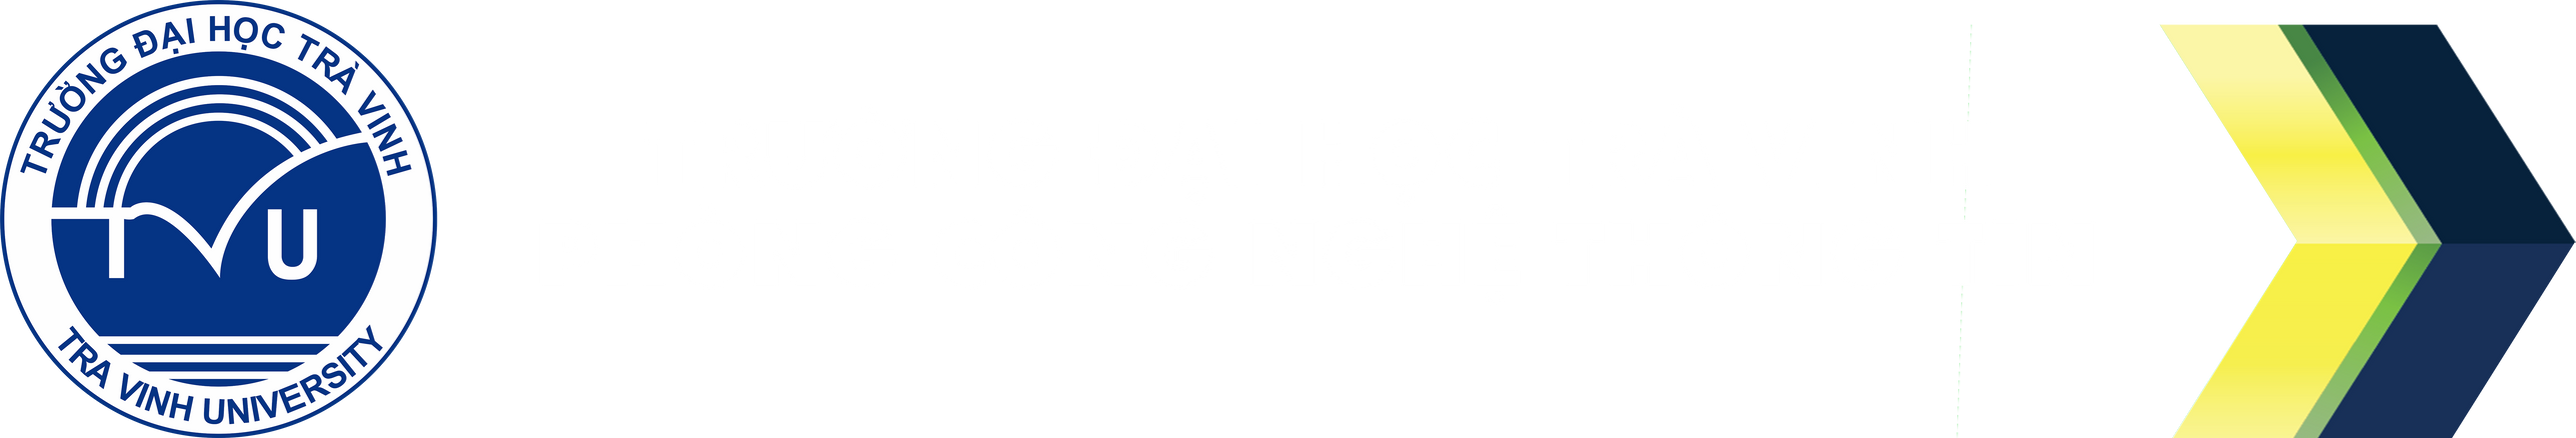 TRƯỜNG ĐẠI HỌC TRÀ VINH
TVU
TRA VINH UNIVERSITY